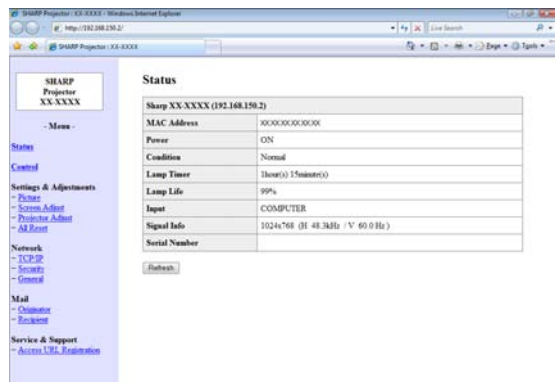 SHARP Projector : XX-XXXX - Windows Internet Explorer
http://192.168.150.2/
Live Search
SHARP Projector : XX-XXXX
Page
Tools
SHARP
Projector
XX-XXXX
- Menu -
Status
Control
Settings & Adjustments
- Picture
- Screen Adjust
- Projector Adjust
- All Reset
Network
- TCP/IP
- Security
- General
Mail
- Originator
- Recipient
Service & Support
- Access URL Registration
Status
Sharp XX-XXXX (192.168.150.2)
MAC Address XXXXXXXXXXXX
Power ON
Condition Normal
Lamp Timer 1hour(s) 15minute(s)
Lamp Life 99%
Input COMPUTER
Signal Info 1024x768 (H 48.3kHz / V 60.0 Hz )
Serial Number
Refresh